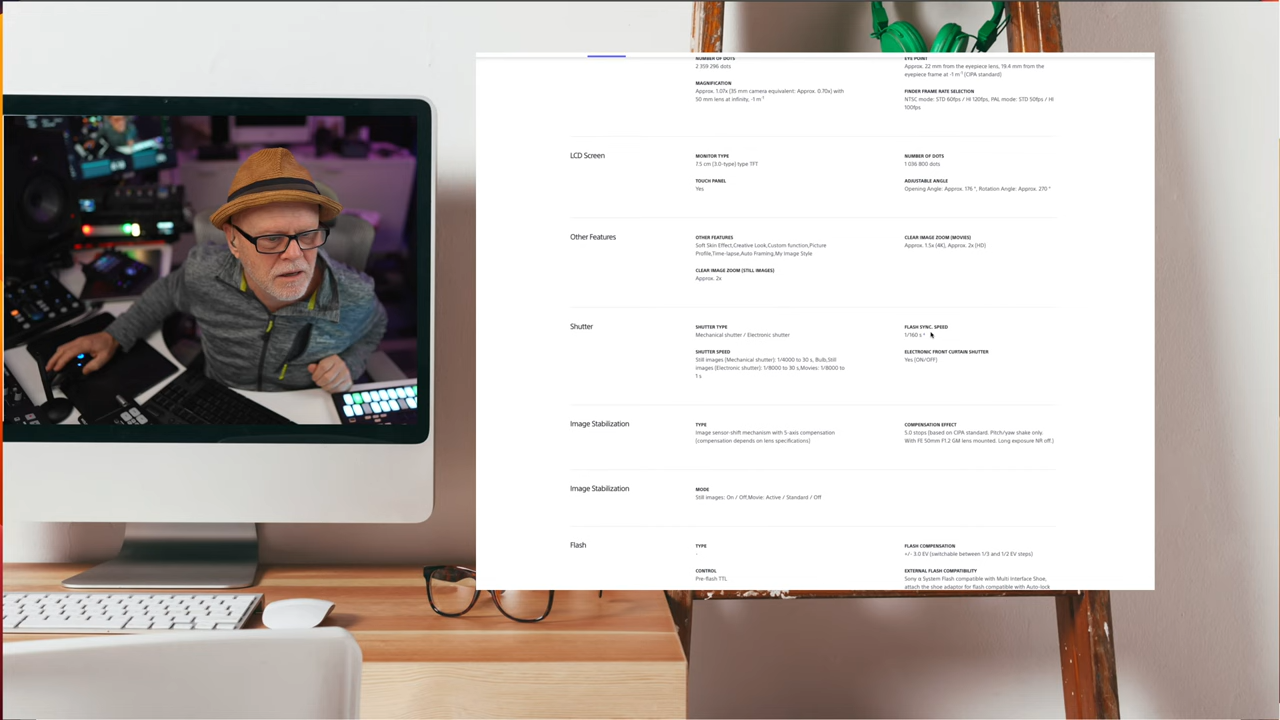 NUMBER OF DOTS
2 359 296 dots
MAGNIFICATION
Approx. 1.07x (35 mm camera equivalent: Approx. 0.70x) with
50 mm lens at infinity, -1 m⁻¹
EYE POINT
Approx. 22 mm from the eyepiece lens, 19.4 mm from the
eyepiece frame at -1 m⁻¹ (CIPA standard)
FINDER FRAME RATE SELECTION
NTSC mode: STD 60fps / HI 120fps, PAL mode: STD 50fps / HI
100fps
LCD Screen
MONITOR TYPE
7.5 cm (3.0-type) type TFT
TOUCH PANEL
Yes
NUMBER OF DOTS
1 036 800 dots
ADJUSTABLE ANGLE
Opening Angle: Approx. 176 °, Rotation Angle: Approx. 270 °
Other Features
OTHER FEATURES
Soft Skin Effect,Creative Look,Custom function,Picture
Profile,Time-lapse,Auto Framing,My Image Style
CLEAR IMAGE ZOOM (STILL IMAGES)
Approx. 2x
CLEAR IMAGE ZOOM (MOVIES)
Approx. 1.5x (4K), Approx. 2x (HD)
Shutter
SHUTTER TYPE
Mechanical shutter / Electronic shutter
SHUTTER SPEED
Still images (Mechanical shutter): 1/4000 to 30 s, Bulb,Still
images (Electronic shutter): 1/8000 to 30 s,Movies: 1/8000 to
1 s
FLASH SYNC. SPEED
1/160 s
ELECTRONIC FRONT CURTAIN SHUTTER
Yes (ON/OFF)
Image Stabilization
TYPE
Image sensor-shift mechanism with 5-axis compensation
(compensation depends on lens specifications)
COMPENSATION EFFECT
5.0 stops (based on CIPA standard. Pitch/yaw shake only.
With FE 50mm F1.2 GM lens mounted. Long exposure NR off.)
Image Stabilization
MODE
Still images: On / Off,Movie: Active / Standard / Off
Flash
TYPE
-
CONTROL
Pre-flash TTL
FLASH COMPENSATION
+/- 3.0 EV (switchable between 1/3 and 1/2 EV steps)
EXTERNAL FLASH COMPATIBILITY
Sony α System Flash compatible with Multi Interface Shoe,
attach the shoe adaptor for flash compatible with Auto-lock